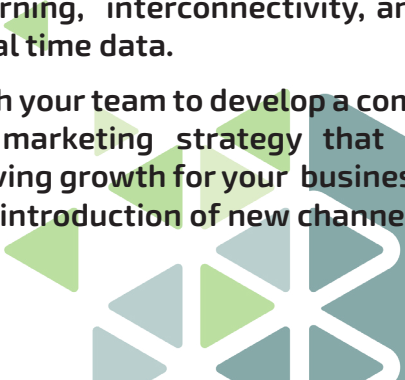 rning, interconnectivity, an
al time data.
h your team to develop a con
marketing strategy that
ving growth for your busines
introduction of new channe